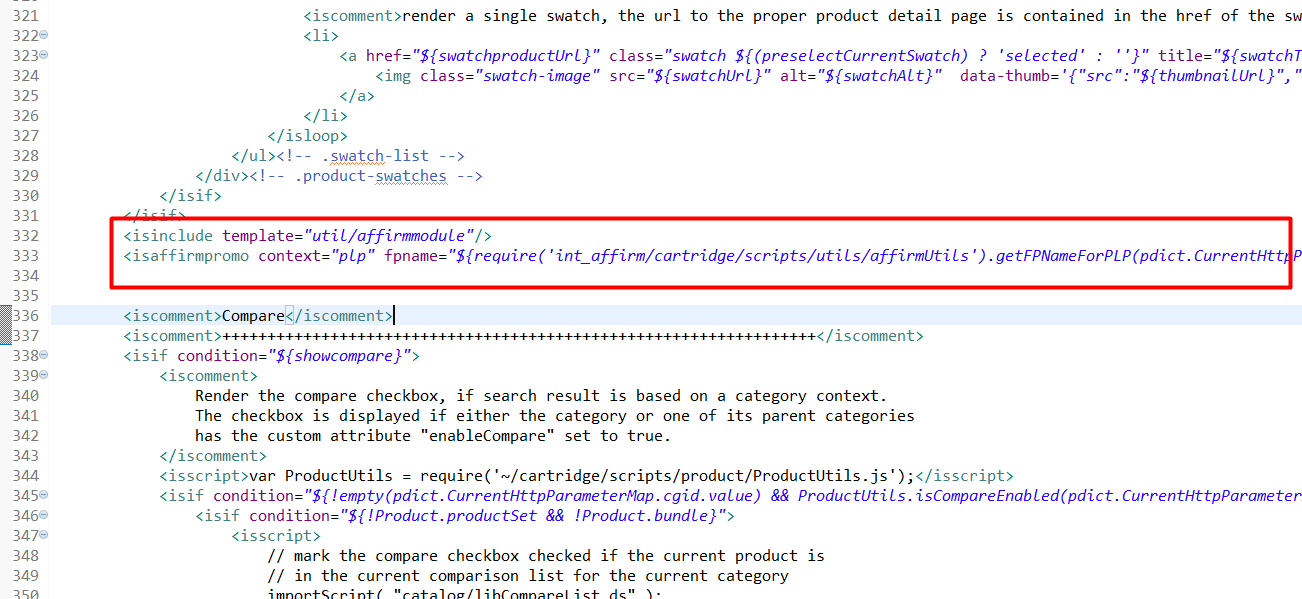 321 <iscomment>render a single swatch, the url to the proper product detail page is contained in the href of the sw
322 <li>
323 <a href="${swatchproductUrl}" class="swatch ${(preselectCurrentSwatch) ? 'selected' : ''}" title="${swatchT
324 <img class="swatch-image" src="${swatchUrl}" alt="${swatchAlt}"  data-thumb='{"src":"${thumbnailUrl}","
325 </a>
326 </li>
327 </isloop>
328 </ul><!-- .swatch-list -->
329 </div><!-- .product-swatches -->
330 </isif>
331 </isif>
332 <isinclude template="util/affirmmodule"/>
333 <isaffirmpromo context="plp" fpname="${require('int_affirm/cartridge/scripts/utils/affirmUtils').getFPNameForPLP(pdict.CurrentHttpP
334
335
336 <iscomment>Compare</iscomment>
337 <iscomment>++++++++++++++++++++++++++++++++++++++++++++++++++++++++++++++++++</iscomment>
338 <isif condition="${showcompare}">
339 <iscomment>
340 Render the compare checkbox, if search result is based on a category context.
341 The checkbox is displayed if either the category or one of its parent categories
342 has the custom attribute "enableCompare" set to true.
343 </iscomment>
344 <isscript>var ProductUtils = require('~/cartridge/scripts/product/ProductUtils.js');</isscript>
345 <isif condition="${!empty(pdict.CurrentHttpParameterMap.cgid.value) && ProductUtils.isCompareEnabled(pdict.CurrentHttpParameter
346 <isif condition="${!Product.productSet && !Product.bundle}">
347 <isscript>
348 // mark the compare checkbox checked if the current product is
349 // in the current comparison list for the current category
350 importScript( "catalog/libCompareList.ds" );